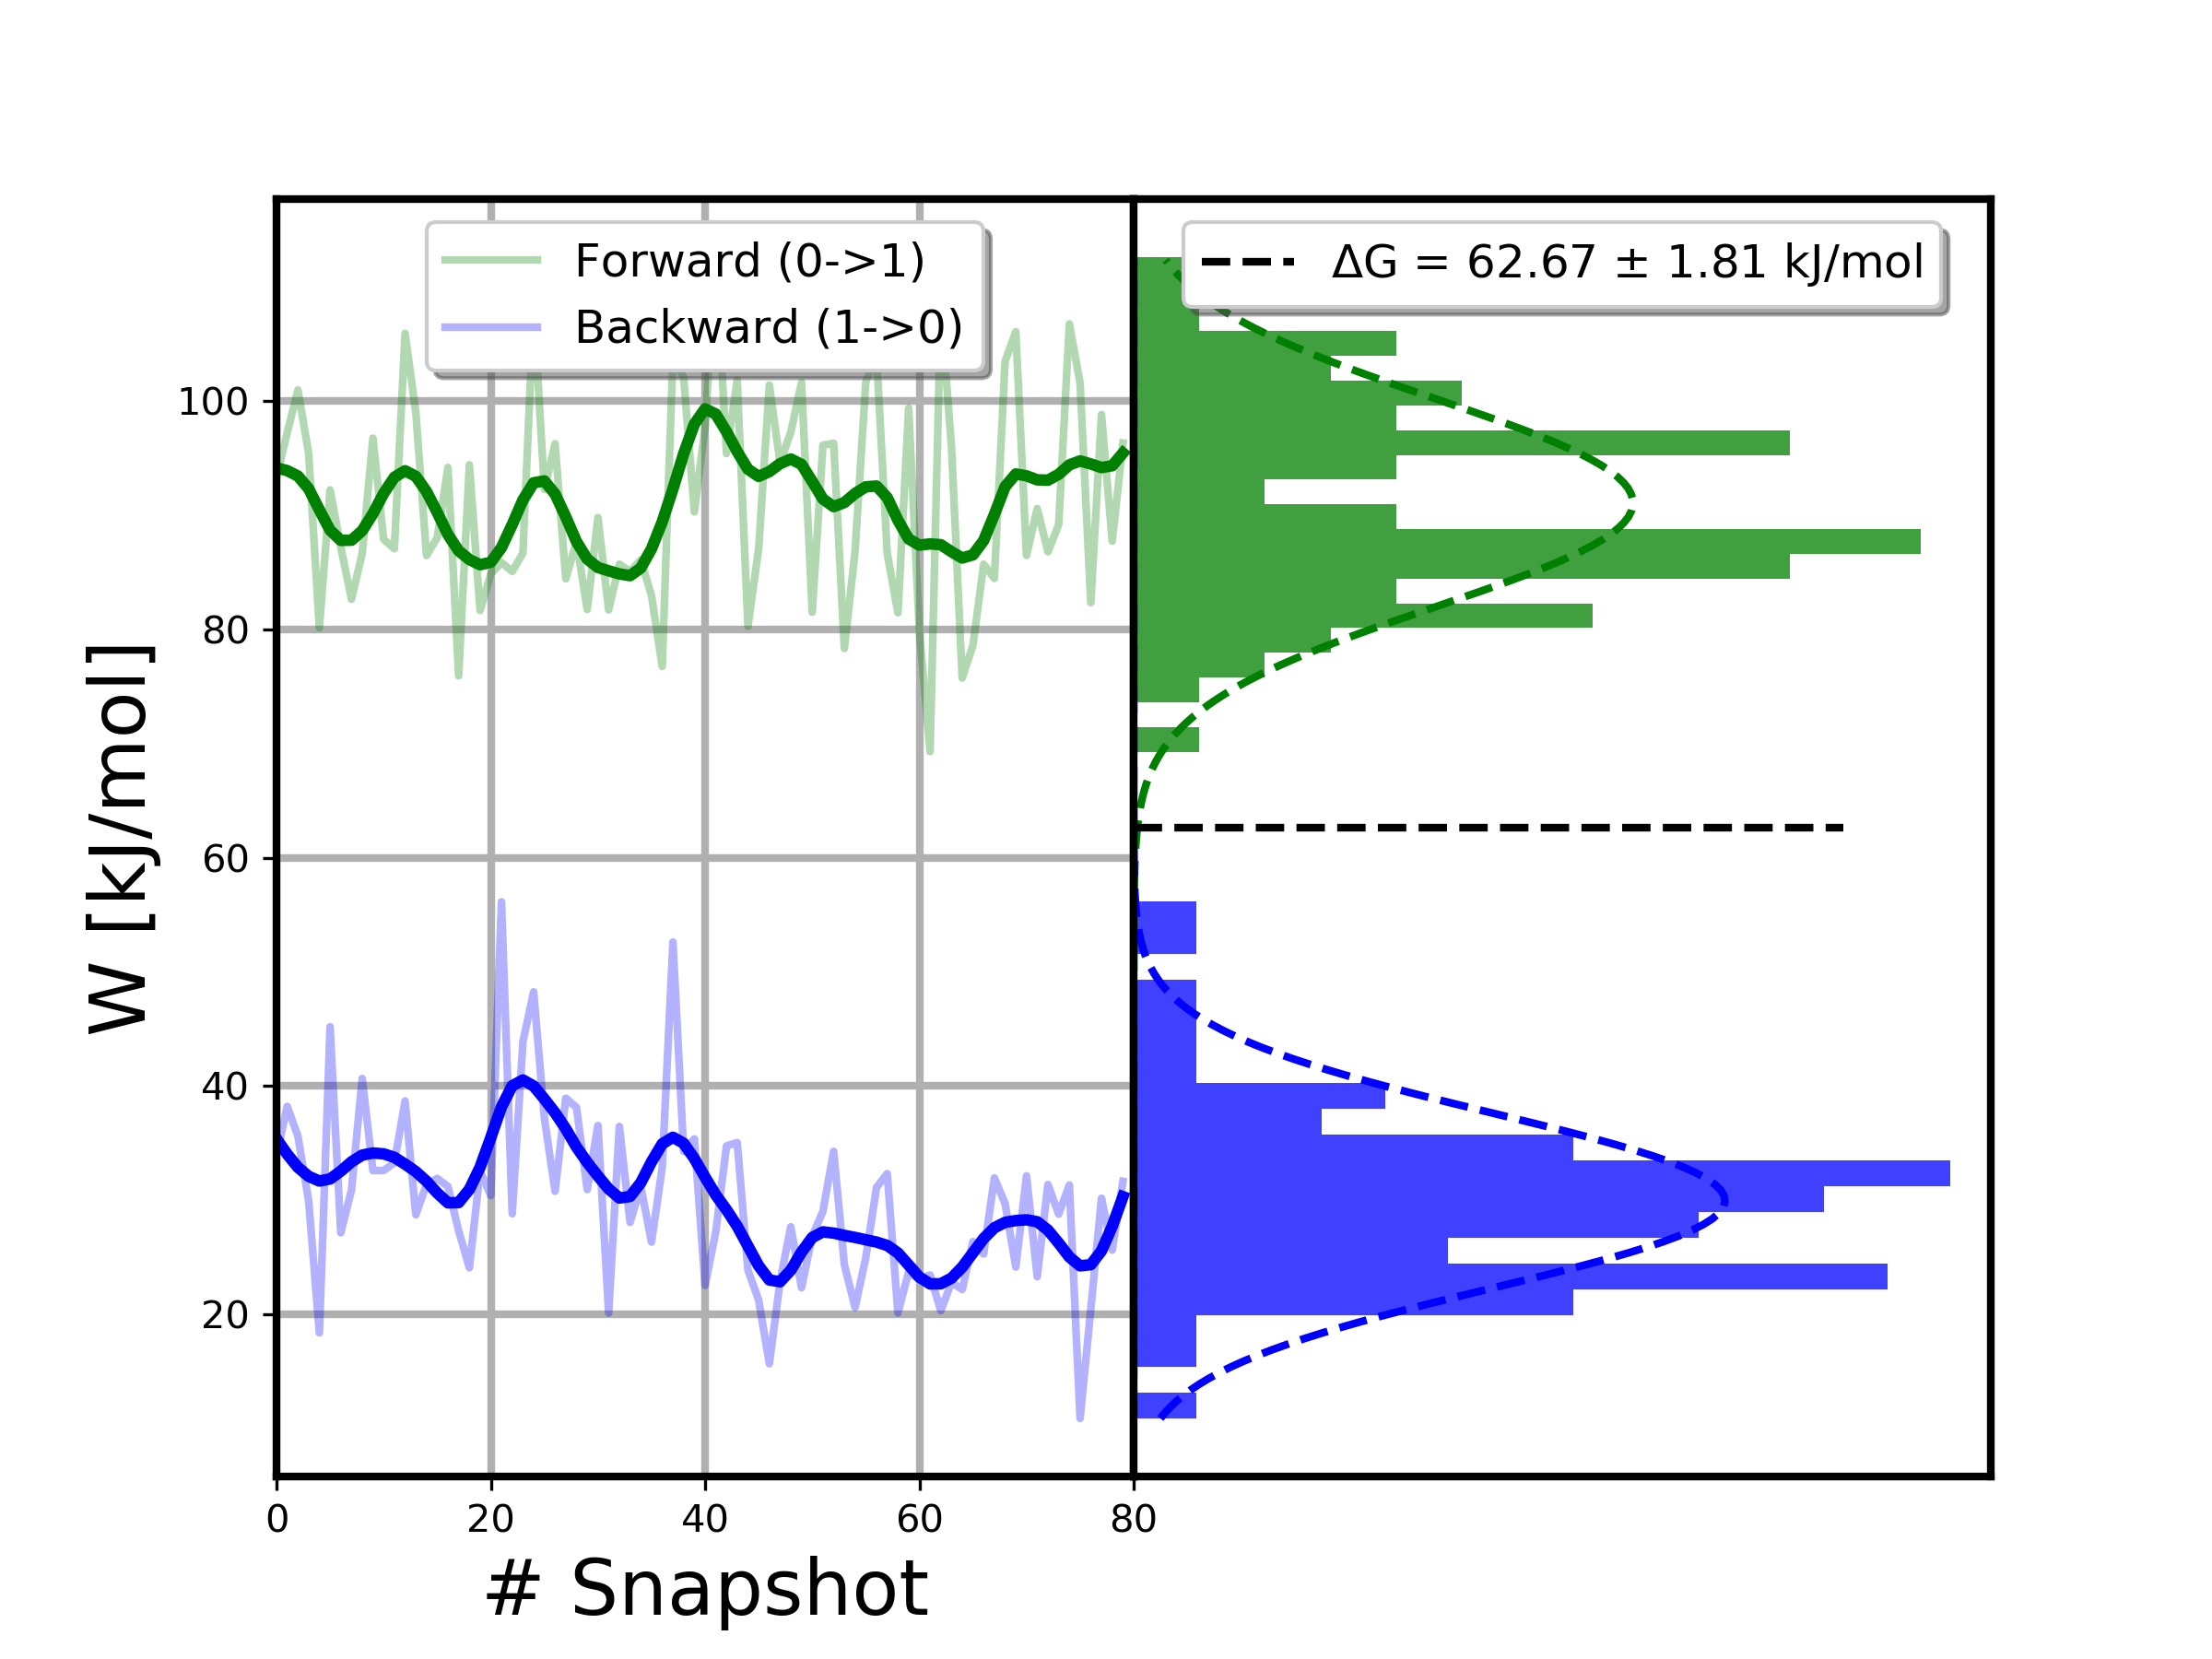 Forward (0->1)
Backward (1->0)
ΔG = 62.67 ± 1.81 kJ/mol
W [kJ/mol]
100
80
60
40
20
0 20 40 60 80
# Snapshot